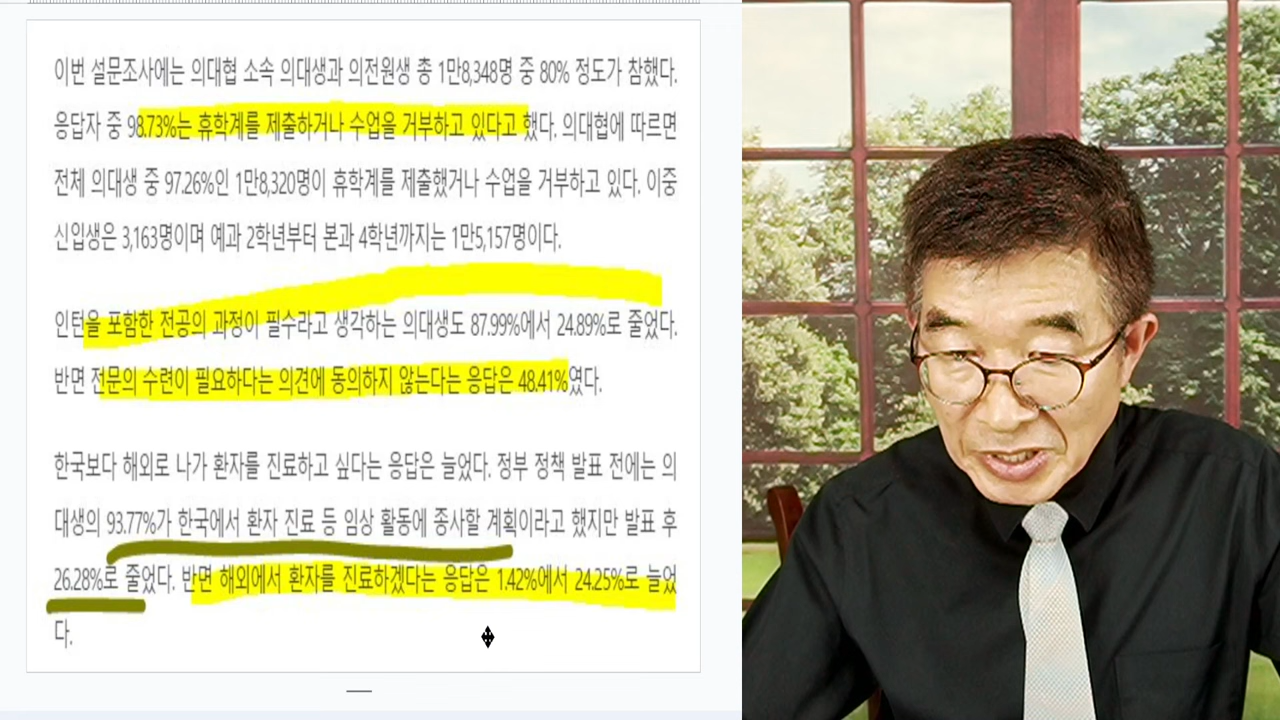 이번 설문조사에는 의대협 소속 의대생과 의전원생 총 1만8,348명 중 80% 정도가 참했다.
응답자 중 98.73%는 휴학계를 제출하거나 수업을 거부하고 있다고 했다. 의대협에 따르면
전체 의대생 중 97.26%인 1만8,320명이 휴학계를 제출했거나 수업을 거부하고 있다. 이중
신입생은 3,163명이며 예과 2학년부터 본과 4학년까지는 1만5,157명이다.
인턴을 포함한 전공의 과정이 필수라고 생각하는 의대생도 87.99%에서 24.89%로 줄었다.
반면 전문의 수련이 필요하다는 의견에 동의하지 않는다는 응답은 48.41%였다.
한국보다 해외로 나가 환자를 진료하고 싶다는 응답은 늘었다. 정부 정책 발표 전에는 의
대생의 93.77%가 한국에서 환자 진료 등 임상 활동에 종사할 계획이라고 했지만 발표 후
26.28%로 줄었다. 반면 해외에서 환자를 진료하겠다는 응답은 1.42%에서 24.25%로 늘었
다.